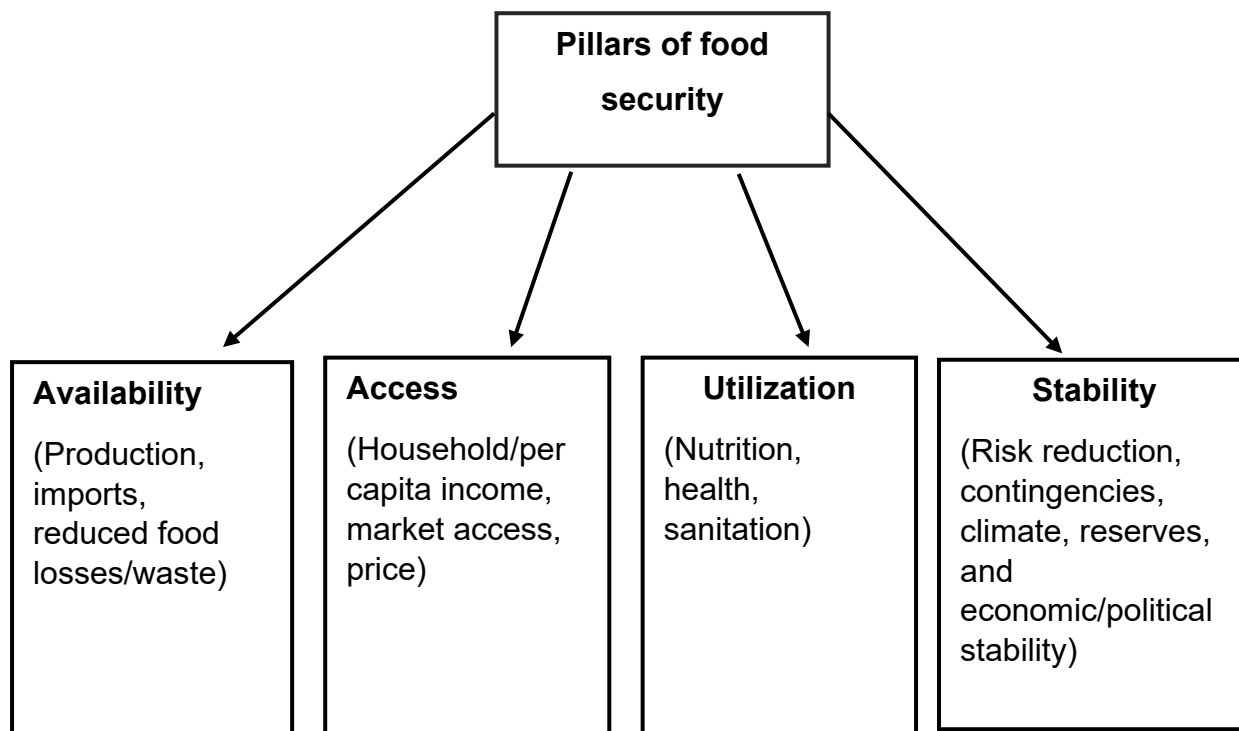 Pillars of food
security
Availability
(Production,
imports,
reduced food
losses/waste)
Access
(Household/per
capita income,
market access,
price)
Utilization
(Nutrition,
health,
sanitation)
Stability
(Risk reduction,
contingencies,
climate, reserves,
and
economic/political
stability)